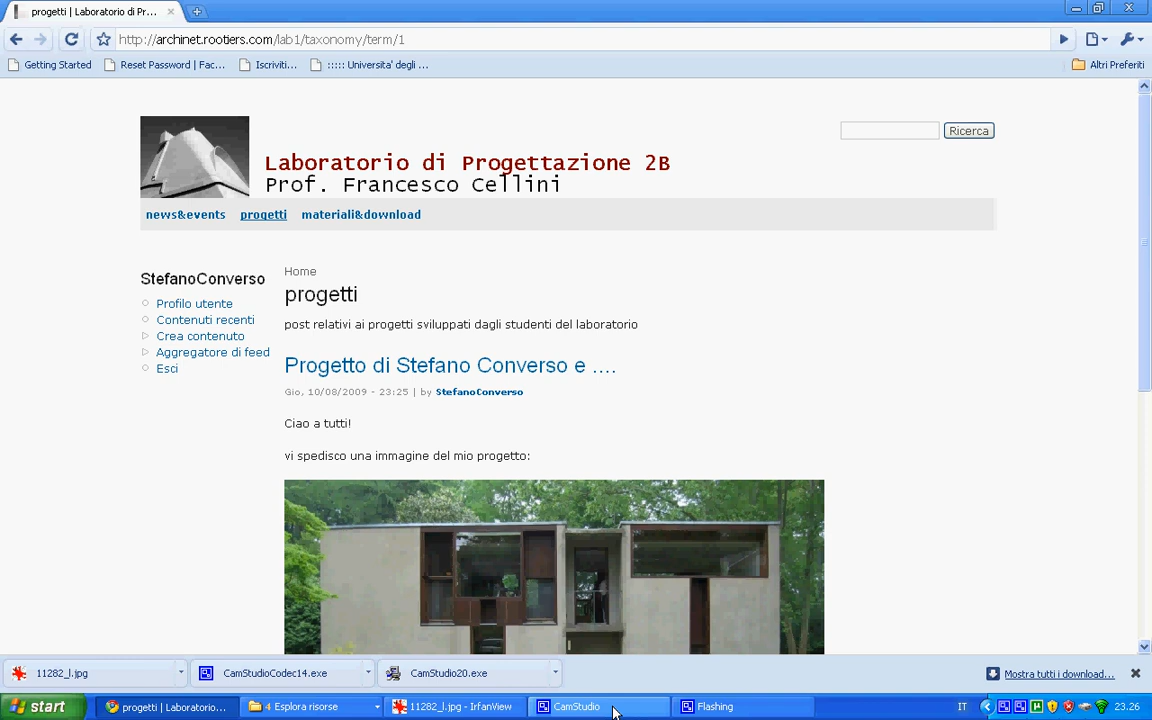 progetti | Laboratorio di Pr...
http://archinet.rootiers.com/lab1/taxonomy/term/1
Getting Started
Reset Password | Fac...
Iscriviti...
::::: Universita' degli ...
Altri Preferiti
Ricerca
Laboratorio di Progettazione 2B
Prof. Francesco Cellini
news&events progetti materiali&download
StefanoConverso
Profilo utente
Contenuti recenti
Crea contenuto
Aggregatore di feed
Esci
Home
progetti
post relativi ai progetti sviluppati dagli studenti del laboratorio
Progetto di Stefano Converso e ....
Gio, 10/08/2009 - 23:25 | by StefanoConverso
Ciao a tutti!
vi spedisco una immagine del mio progetto:
11282_l.jpg
CamStudioCodec14.exe
CamStudio20.exe
Mostra tutti i download...
start
progetti | Laboratorio...
4 Esplora risorse
11282_l.jpg - IrfanView
CamStudio
Flashing
IT
23.26